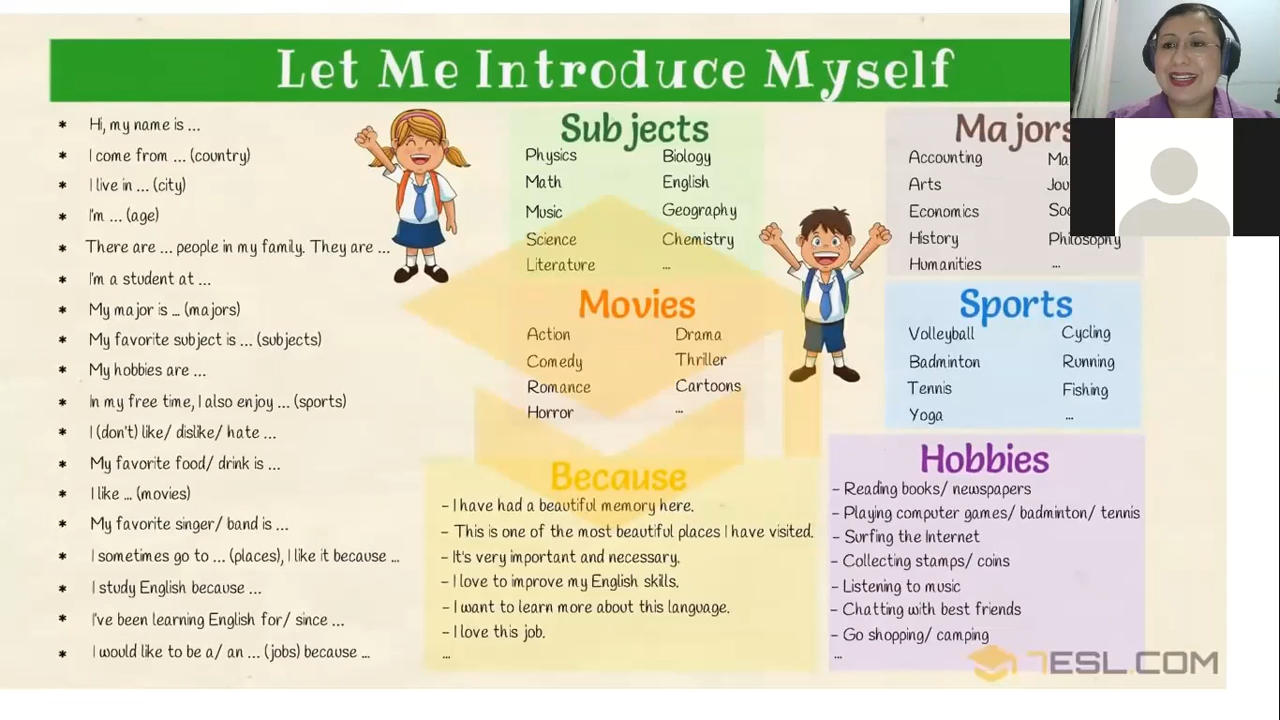 Let Me Introduce Myself
* Hi, my name is ...
* I come from ... (country)
* I live in ... (city)
* I'm ... (age)
* There are ... people in my family. They are ...
* I'm a student at ...
* My major is ... (majors)
* My favorite subject is ... (subjects)
* My hobbies are ...
* In my free time, I also enjoy ... (sports)
* I (don't) like/ dislike/ hate ...
* My favorite food/ drink is ...
* I like ... (movies)
* My favorite singer/ band is ...
* I sometimes go to ... (places), I like it because ...
* I study English because ...
* I've been learning English for/ since ...
* I would like to be a/ an ... (jobs) because ...
Subjects
Physics Biology
Math English
Music Geography
Science Chemistry
Literature ...
Majors
Accounting
Arts
Economics
History Philosophy
Humanities ...
Movies
Action Drama
Comedy Thriller
Romance Cartoons
Horror ...
Sports
Volleyball Cycling
Badminton Running
Tennis Fishing
Yoga ...
Because
- I have had a beautiful memory here.
- This is one of the most beautiful places I have visited.
- It's very important and necessary.
- I love to improve my English skills.
- I want to learn more about this language.
- I love this job.
...
Hobbies
- Reading books/ newspapers
- Playing computer games/ badminton/ tennis
- Surfing the Internet
- Collecting stamps/ coins
- Listening to music
- Chatting with best friends
- Go shopping/ camping
...
7ESL.COM